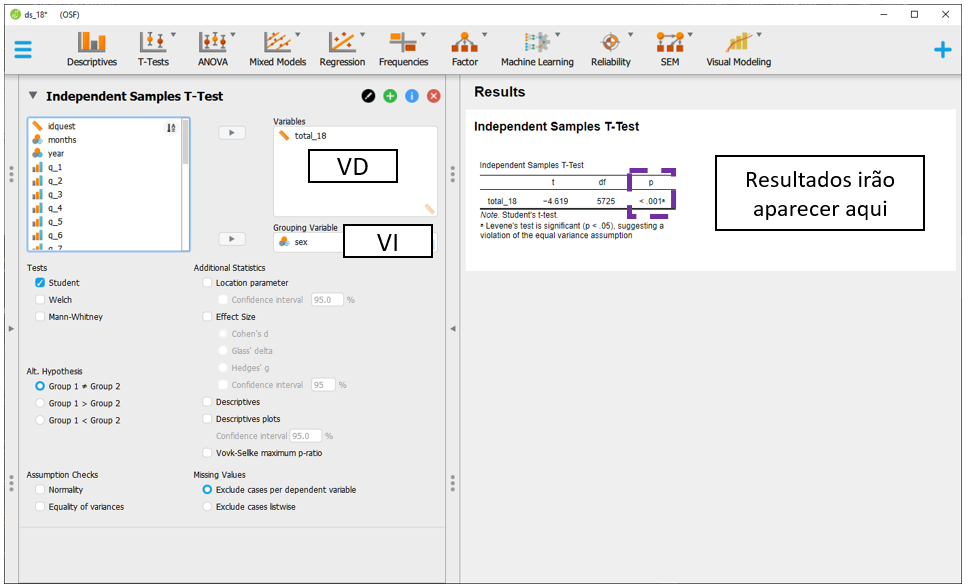 ds_18* (OSF)
Descriptives T-Tests ANOVA Mixed Models Regression Frequencies Factor Machine Learning Reliability SEM Visual Modeling
Independent Samples T-Test
idquest
months
year
q_1
q_2
q_3
q_4
q_5
q_6
q_7
Variables
total_18
VD
Grouping Variable
sex
VI
Tests
Student
Welch
Mann-Whitney
Alt. Hypothesis
Group 1 ≠ Group 2
Group 1 > Group 2
Group 1 < Group 2
Assumption Checks
Normality
Equality of variances
Additional Statistics
Location parameter
Confidence interval 95.0 %
Effect Size
Cohen's d
Glass' delta
Hedges' g
Confidence interval 95 %
Descriptives
Descriptives plots
Confidence interval 95.0 %
Vovk-Sellke maximum p-ratio
Missing Values
Exclude cases per dependent variable
Exclude cases listwise
Results
Independent Samples T-Test
Independent Samples T-Test
t df p
total_18 −4.619 5725 < .001ᵃ
Note. Student's t-test.
ᵃ Levene's test is significant (p < .05), suggesting a
violation of the equal variance assumption
Resultados irão
aparecer aqui